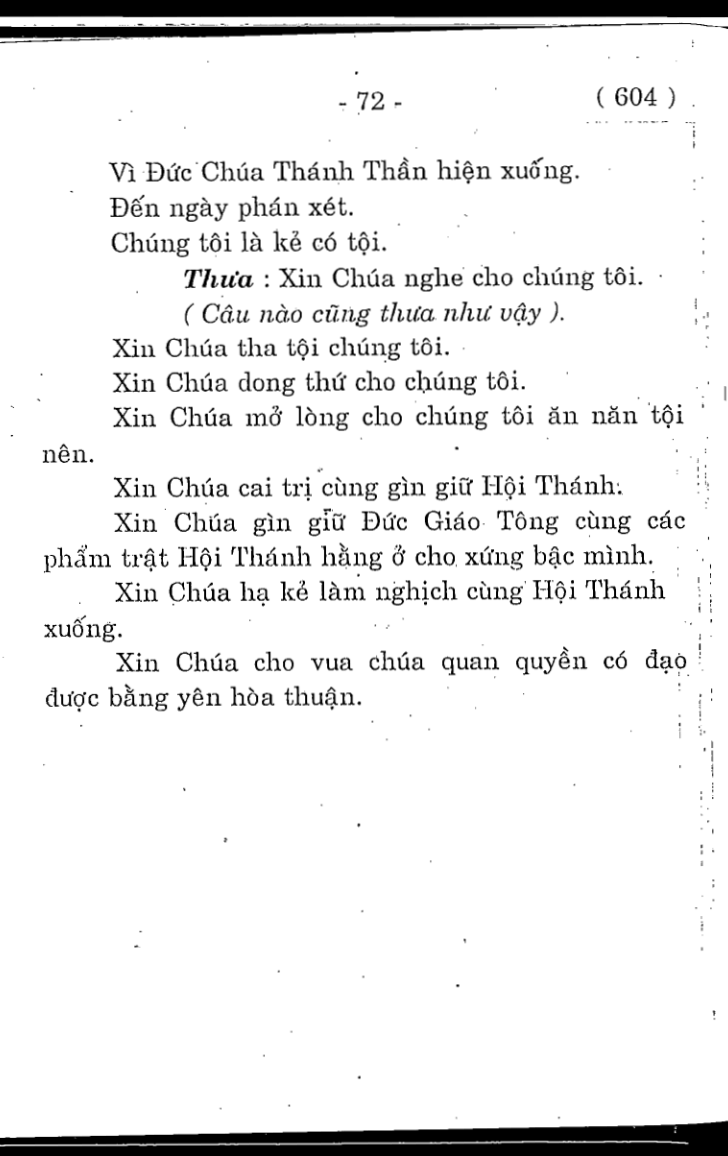 - 72 - ( 604 )
Vì Đức Chúa Thánh Thần hiện xuống.
Đến ngày phán xét.
Chúng tôi là kẻ có tội.
Thưa : Xin Chúa nghe cho chúng tôi.
( Câu nào cũng thưa như vậy ).
Xin Chúa tha tội chúng tôi.
Xin Chúa dong thứ cho chúng tôi.
Xin Chúa mở lòng cho chúng tôi ăn năn tội
nên.
Xin Chúa cai trị cùng gìn giữ Hội Thánh.
Xin Chúa gìn giữ Đức Giáo Tông cùng các
phẩm trật Hội Thánh hằng ở cho xứng bậc mình.
Xin Chúa hạ kẻ làm nghịch cùng Hội Thánh
xuống.
Xin Chúa cho vua chúa quan quyền có đạo
được bằng yên hòa thuận.